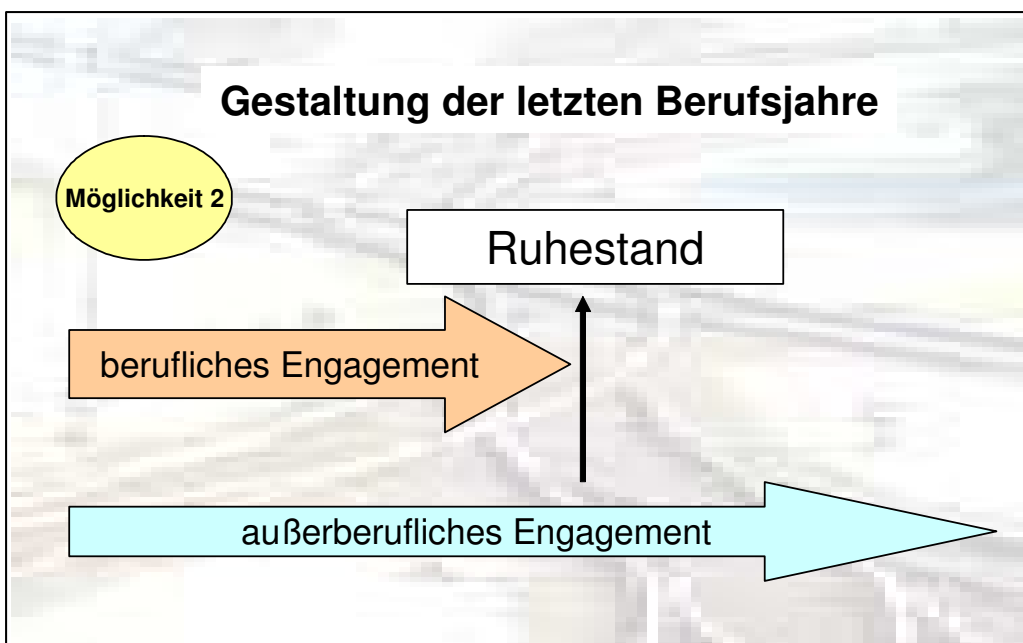 Gestaltung der letzten Berufsjahre
Möglichkeit 2
Ruhestand
berufliches Engagement
außerberufliches Engagement